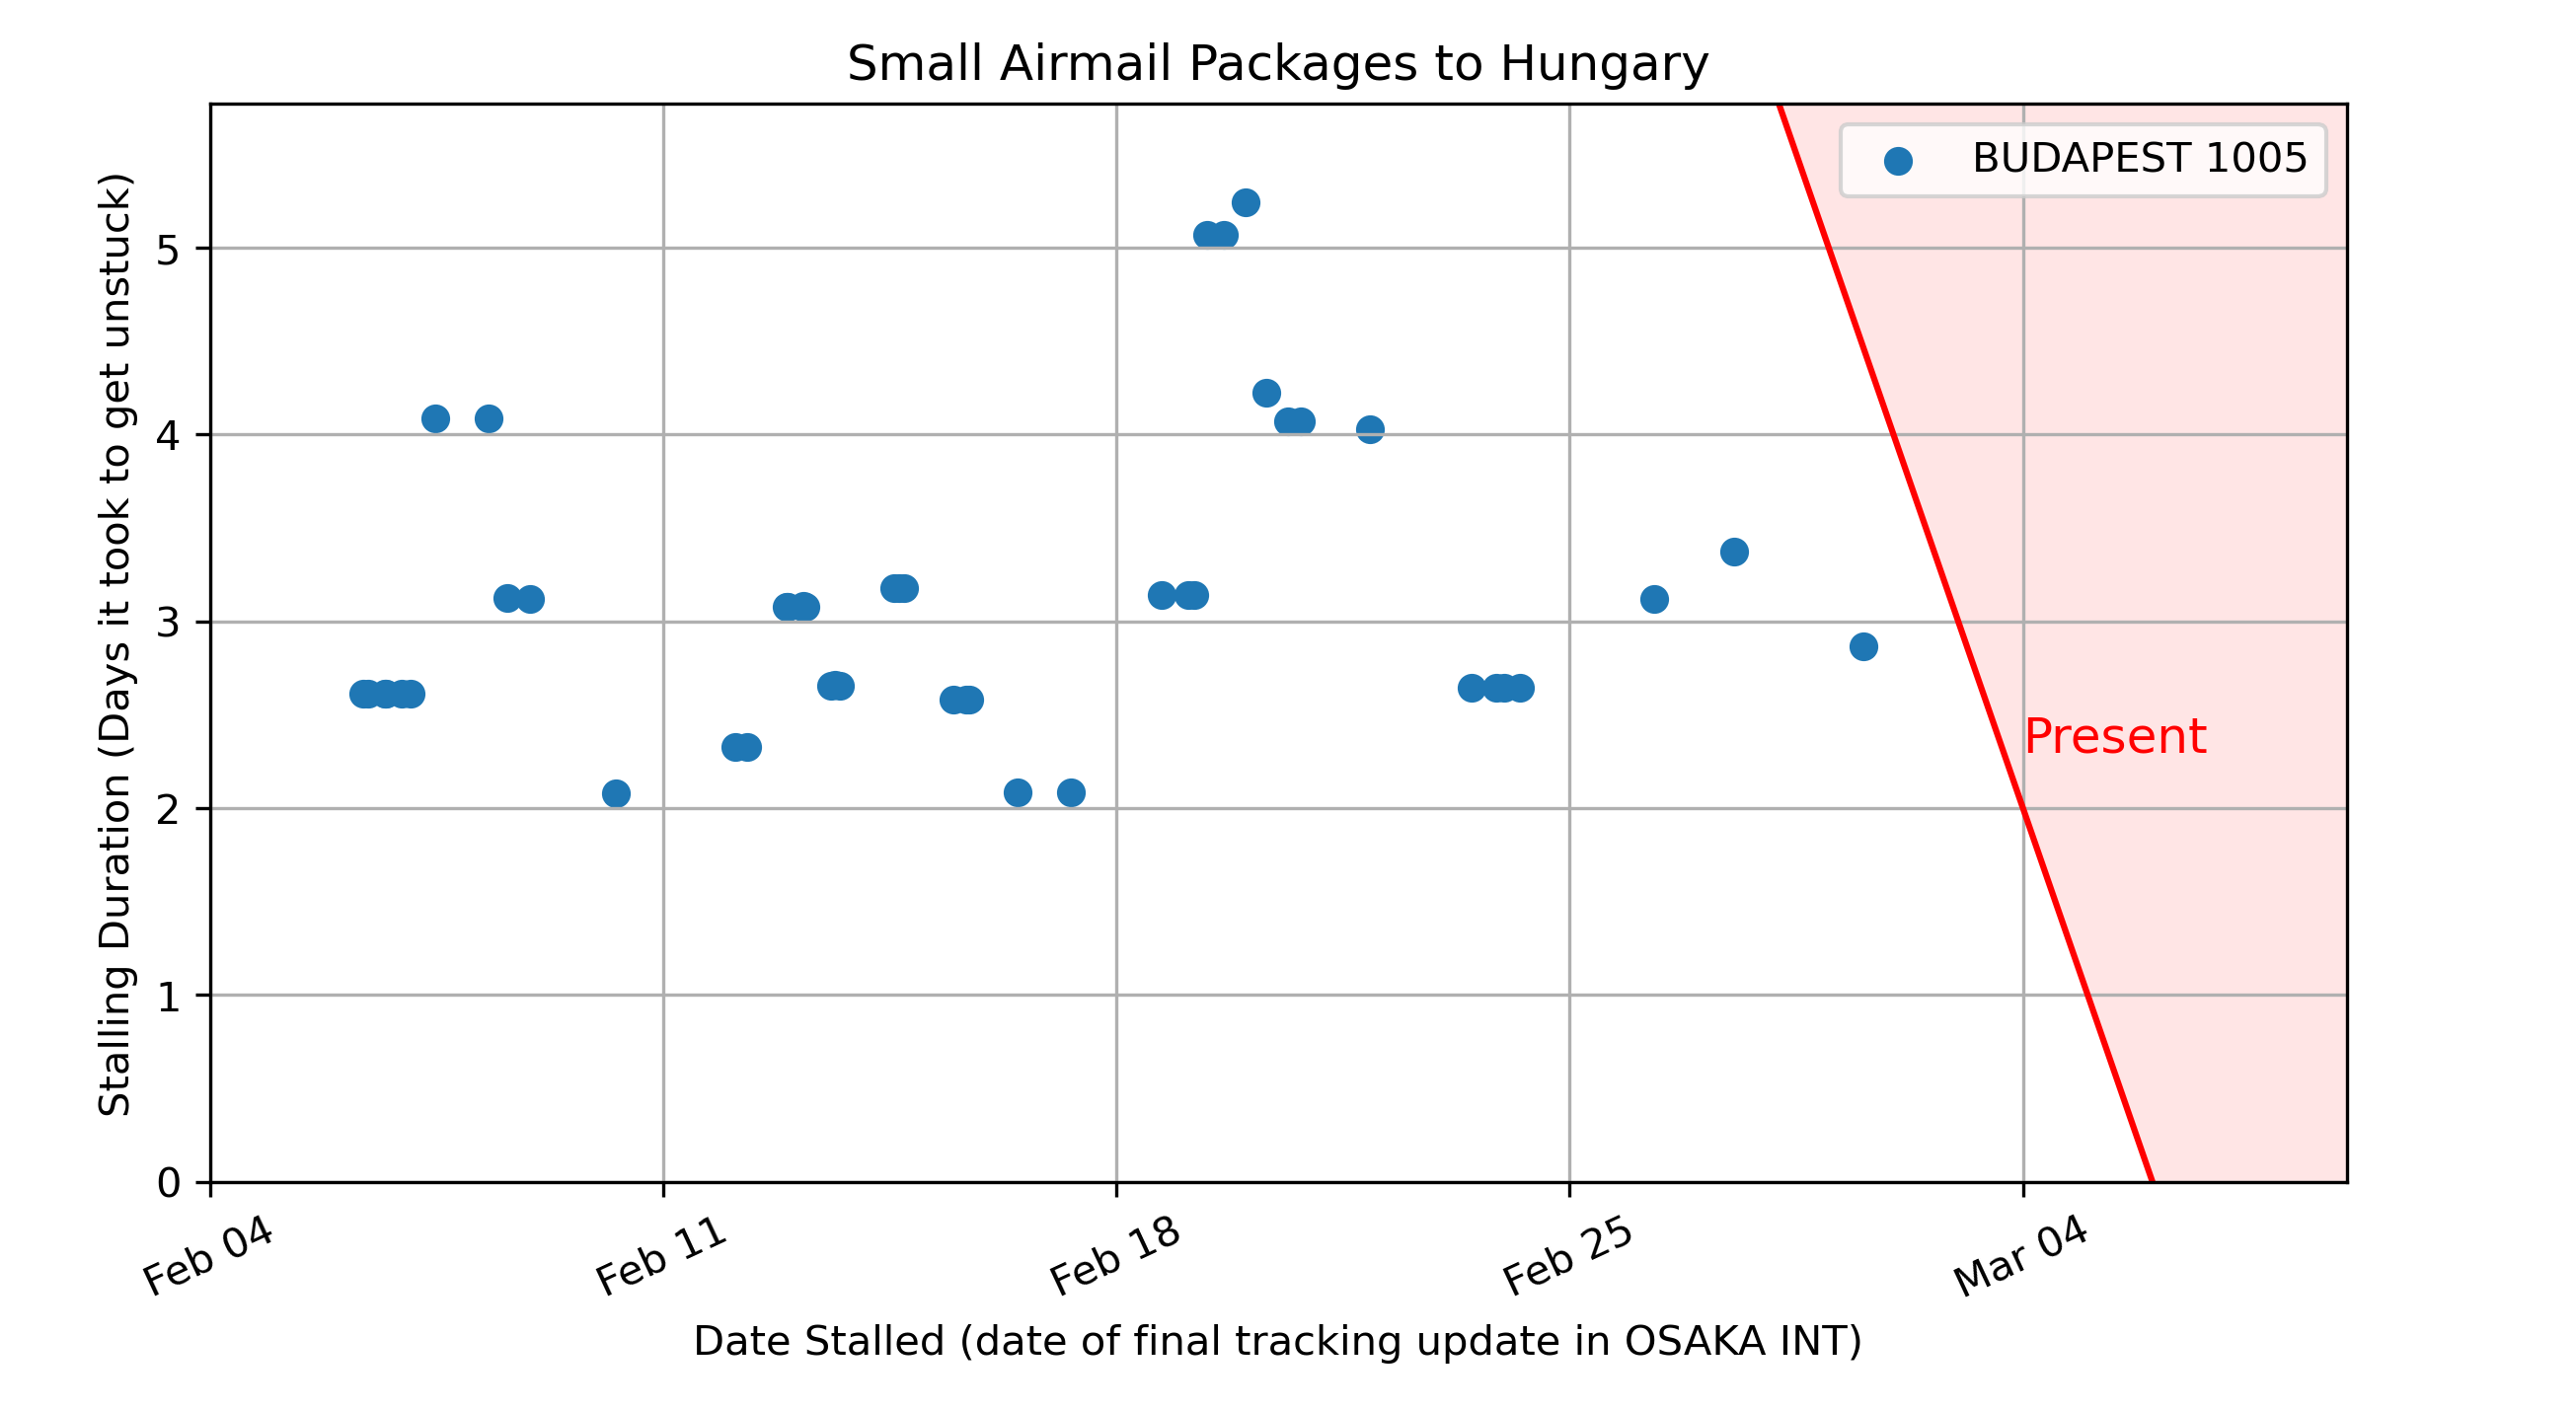 Small Airmail Packages to Hungary
BUDAPEST 1005
Stalling Duration (Days it took to get unstuck)
5
4
3
2
1
0
Present
Feb 04
Feb 11
Feb 18
Feb 25
Mar 04
Date Stalled (date of final tracking update in OSAKA INT)